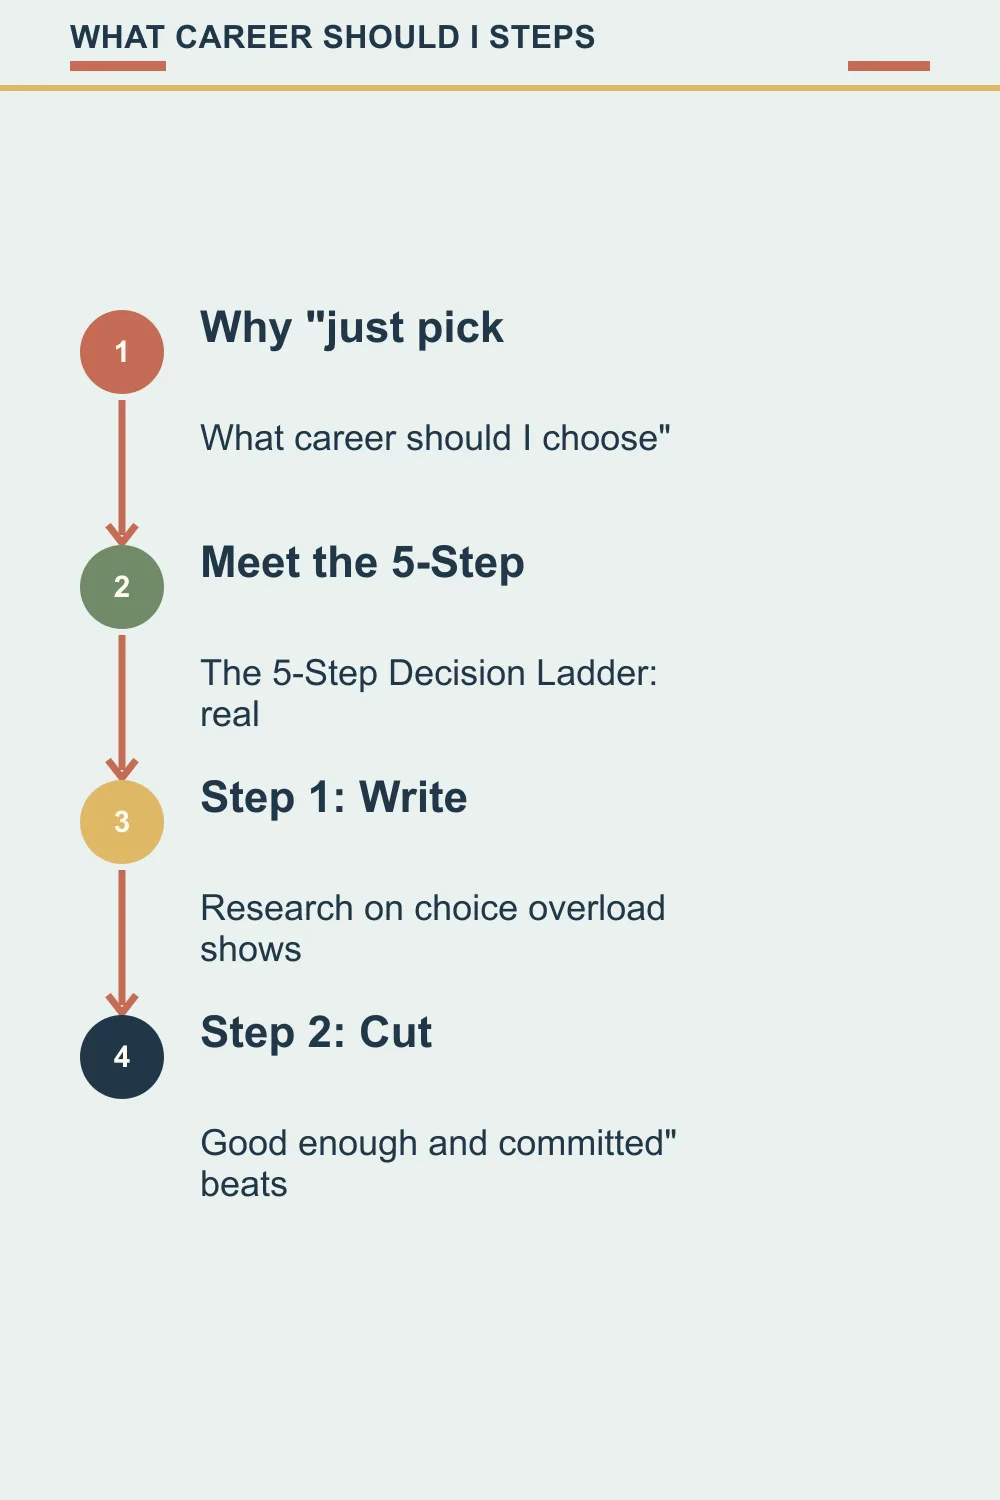 WHAT CAREER SHOULD I STEPS
1
Why "just pick
What career should I choose"
2
Meet the 5-Step
The 5-Step Decision Ladder:
real
3
Step 1: Write
Research on choice overload
shows
4
Step 2: Cut
Good enough and committed"
beats